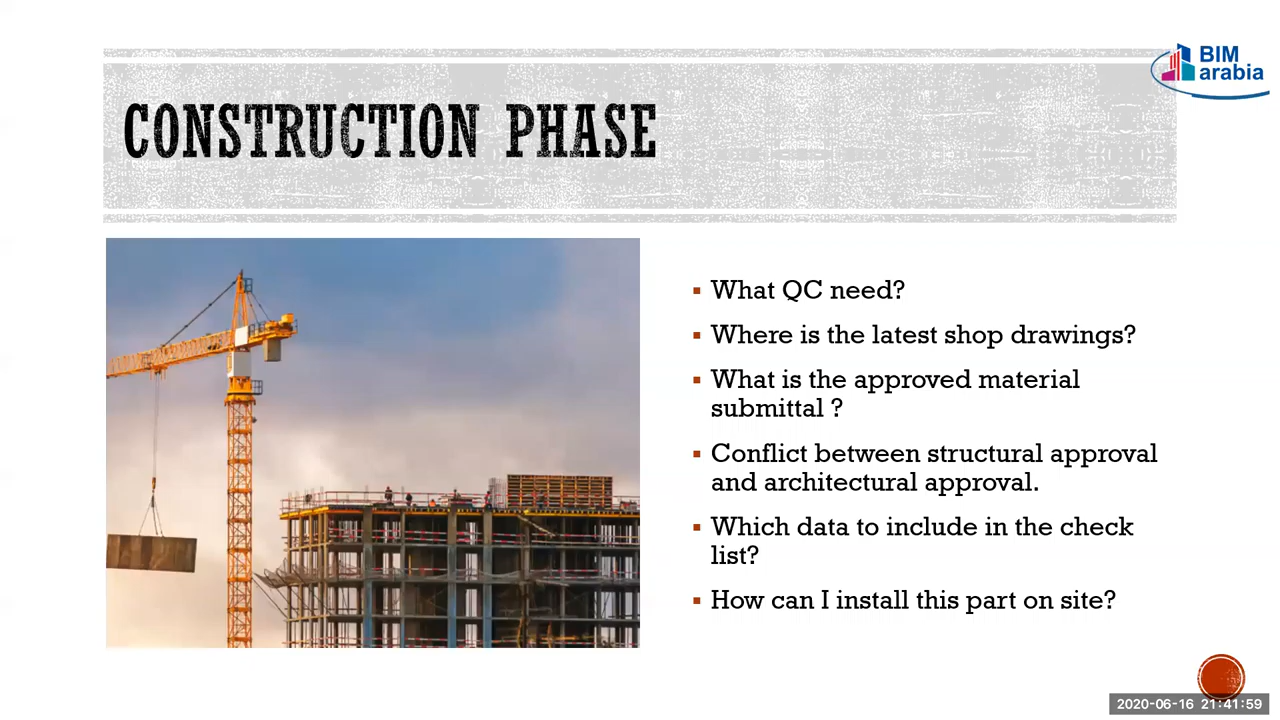 BIM
arabia
CONSTRUCTION PHASE
What QC need?
Where is the latest shop drawings?
What is the approved material
submittal ?
Conflict between structural approval
and architectural approval.
Which data to include in the check
list?
How can I install this part on site?
2020-06-16 21:41:59